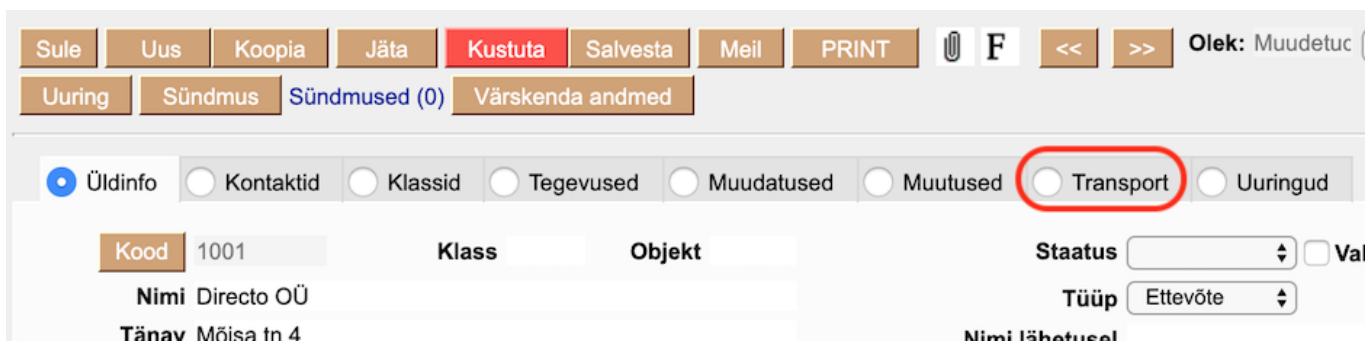 Sule Uus Koopia Jäta Kustuta Salvesta Meil PRINT F << >> Olek: Muudetuc
Uuring Sündmus Sündmused (0) Värskenda andmed
Üldinfo Kontaktid Klassid Tegevused Muudatused Muutused Transport Uuringud
Kood 1001 Klass Objekt Staatus Val
Nimi Directo OÜ Tüüp Ettevõte
Tänav Mõisa tn 4 Nimi lähetusel